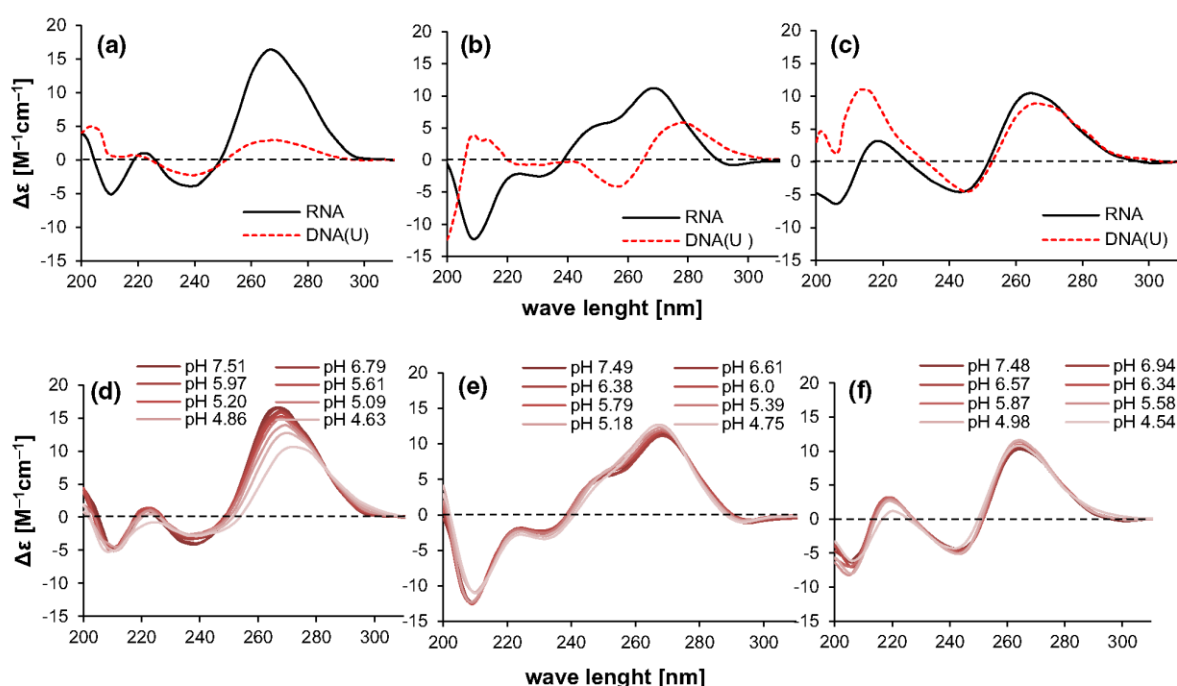 (a)
(b)
(c)
Δε [M⁻¹cm⁻¹]
20
15
10
5
0
-5
-10
-15
RNA
DNA(U)
200 220 240 260 280 300
20
15
10
5
0
-5
-10
-15
RNA
DNA(U )
200 220 240 260 280 300
20
15
10
5
0
-5
-10
-15
RNA
DNA(U)
200 220 240 260 280 300
wave lenght [nm]
(d)
(e)
(f)
Δε [M⁻¹cm⁻¹]
pH 7.51 pH 6.79
pH 5.97 pH 5.61
pH 5.20 pH 5.09
pH 4.86 pH 4.63
20
15
10
5
0
-5
-10
-15
200 220 240 260 280 300
pH 7.49 pH 6.61
pH 6.38 pH 6.0
pH 5.79 pH 5.39
pH 5.18 pH 4.75
20
15
10
5
0
-5
-10
-15
200 220 240 260 280 300
pH 7.48 pH 6.94
pH 6.57 pH 6.34
pH 5.87 pH 5.58
pH 4.98 pH 4.54
20
15
10
5
0
-5
-10
-15
200 220 240 260 280 300
wave lenght [nm]